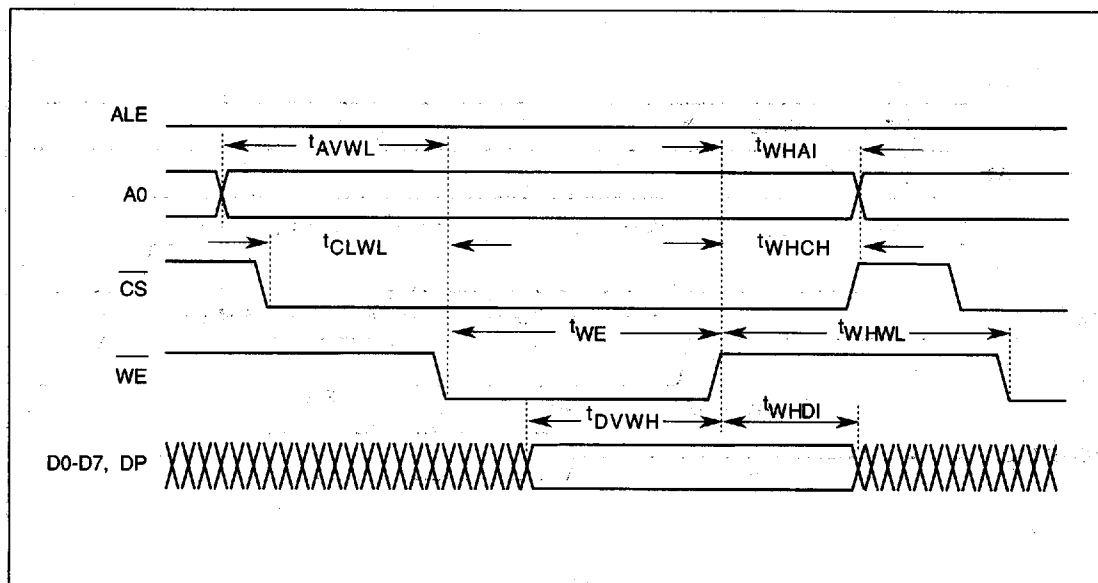 ALE
tAVWL tWHAI
A0
tCLWL tWHCH
CS
tWE tWHWL
WE
tDVWH tWHDI
D0-D7, DP